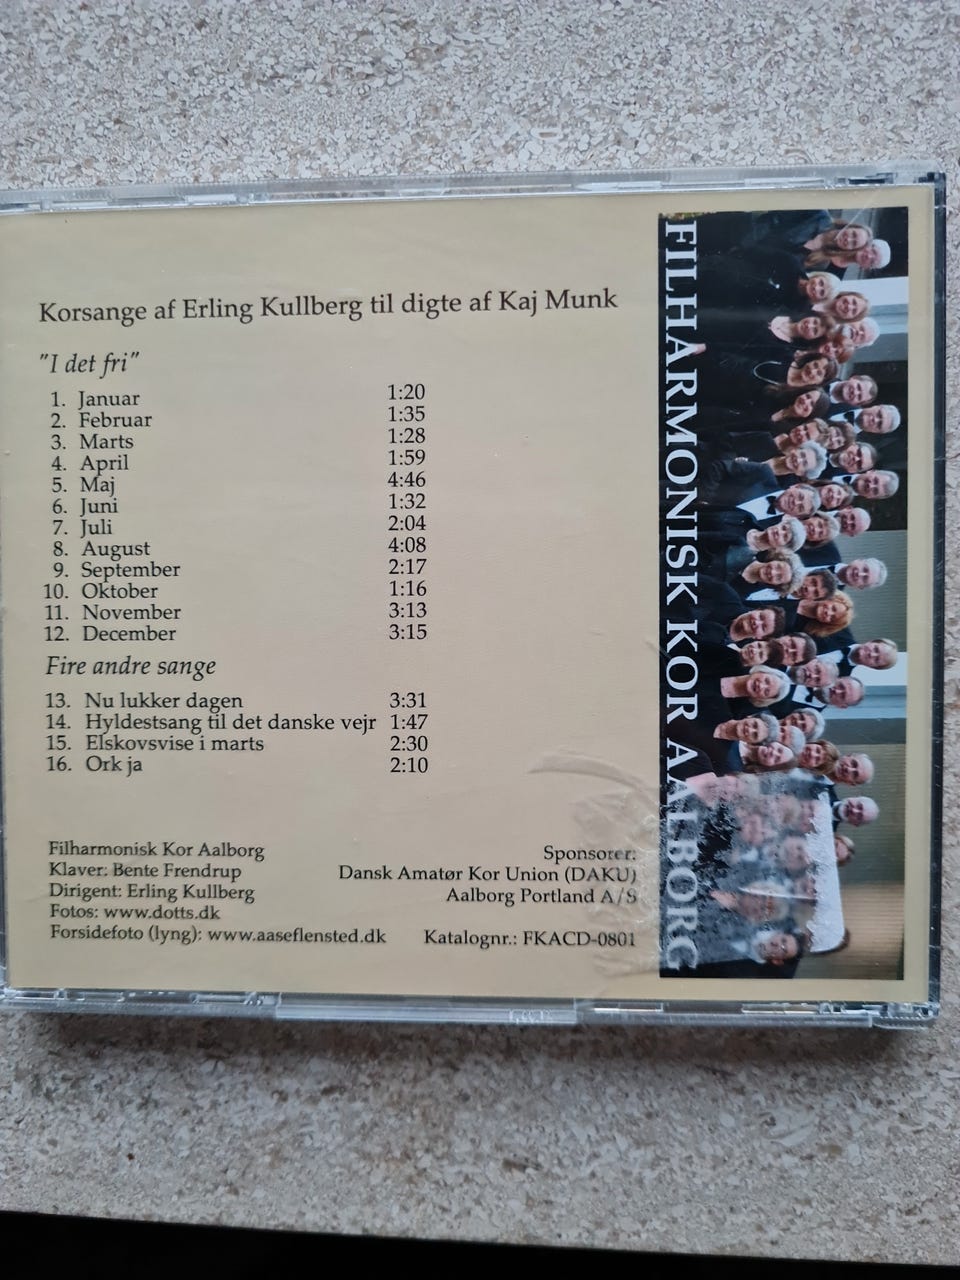 Korsange af Erling Kullberg til digte af Kaj Munk
"I det fri"
1. Januar 1:20
2. Februar 1:35
3. Marts 1:28
4. April 1:59
5. Maj 4:46
6. Juni 1:32
7. Juli 2:04
8. August 4:08
9. September 2:17
10. Oktober 1:16
11. November 3:13
12. December 3:15
Fire andre sange
13. Nu lukker dagen 3:31
14. Hyldestsang til det danske vejr 1:47
15. Elskovsvise i marts 2:30
16. Ork ja 2:10
Filharmonisk Kor Aalborg
Klaver: Bente Frendrup
Dirigent: Erling Kullberg
Fotos: www.dotts.dk
Forsidefoto (lyng): www.aaseflensted.dk
Sponsorer:
Dansk Amatør Kor Union (DAKU)
Aalborg Portland A/S
Katalognr.: FKACD-0801
FILHARMONISK KOR AALBORG